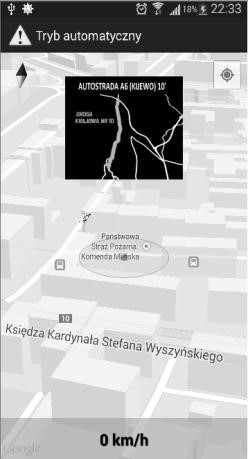 18% 22:33
Tryb automatyczny
AUTOSTRADA A6 (KIJEWO) 10'
DROGA
KRAJOWA NR 10
Państwowa
Straż Pożarna.
Komenda Miejska
10
Księdza Kardynała Stefana Wyszyńskiego
0 km/h
Google